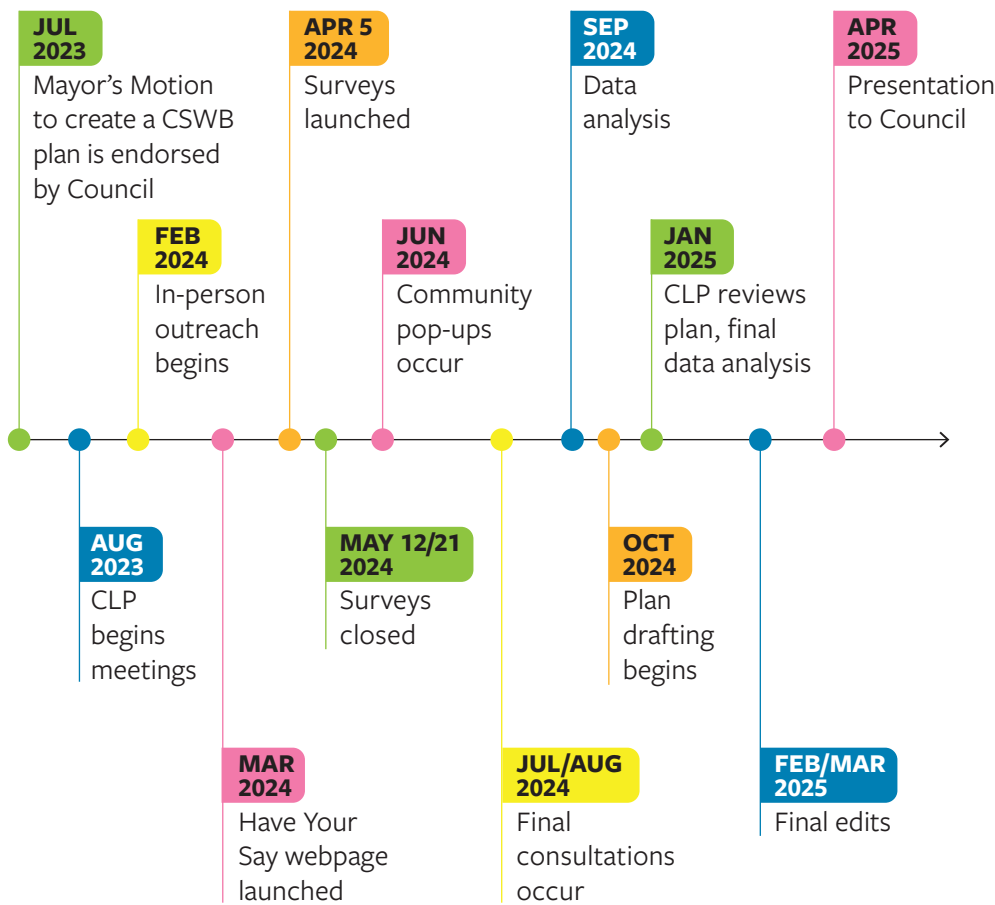 JUL
2023
Mayor’s Motion
to create a CSWB
plan is endorsed
by Council
APR 5
2024
Surveys
launched
SEP
2024
Data
analysis
APR
2025
Presentation
to Council
FEB
2024
In-person
outreach
begins
JUN
2024
Community
pop-ups
occur
JAN
2025
CLP reviews
plan, final
data analysis
AUG
2023
CLP
begins
meetings
MAY 12/21
2024
Surveys
closed
OCT
2024
Plan
drafting
begins
MAR
2024
Have Your
Say webpage
launched
JUL/AUG
2024
Final
consultations
occur
FEB/MAR
2025
Final edits